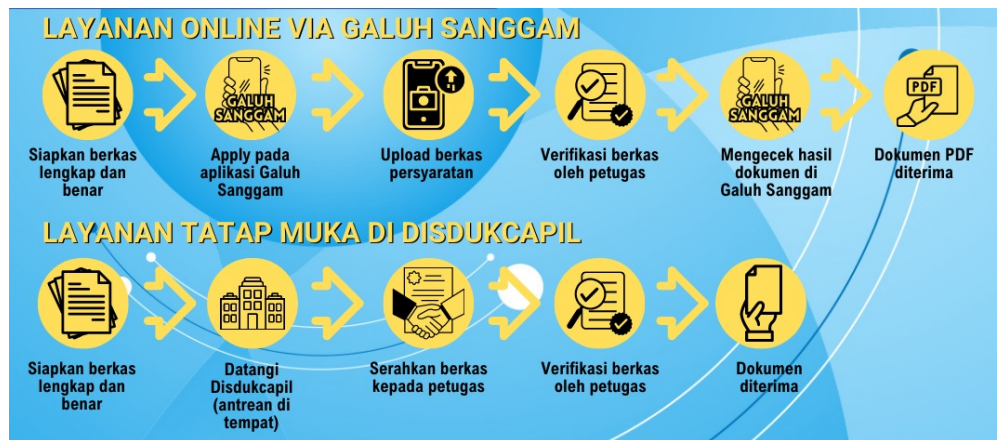 LAYANAN ONLINE VIA GALUH SANGGAM
GALUH
SANGGAM
GALUH
SANGGAM
PDF
Siapkan berkas
lengkap dan
benar
Apply pada
aplikasi Galuh
Sanggam
Upload berkas
persyaratan
Verifikasi berkas
oleh petugas
Mengecek hasil
dokumen di
Galuh Sanggam
Dokumen PDF
diterima
LAYANAN TATAP MUKA DI DISDUKCAPIL
Siapkan berkas
lengkap dan
benar
Datangi
Disdukcapil
(antrean di
tempat)
Serahkan berkas
kepada petugas
Verifikasi berkas
oleh petugas
Dokumen
diterima